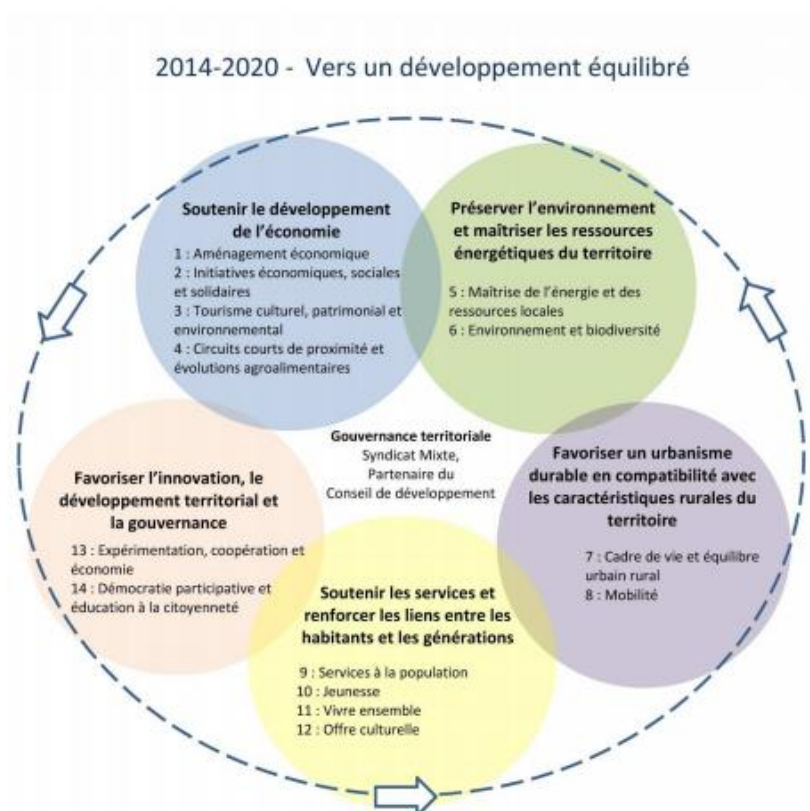 2014-2020 - Vers un développement équilibré
Soutenir le développement
de l'économie
1 : Aménagement économique
2 : Initiatives économiques, sociales
et solidaires
3 : Tourisme culturel, patrimonial et
environnemental
4 : Circuits courts de proximité et
évolutions agroalimentaires
Préserver l'environnement
et maîtriser les ressources
énergétiques du territoire
5 : Maîtrise de l'énergie et des
ressources locales
6 : Environnement et biodiversité
Gouvernance territoriale
Syndicat Mixte,
Partenaire du
Conseil de développement
Favoriser un urbanisme
durable en compatibilité avec
les caractéristiques rurales du
territoire
7 : Cadre de vie et équilibre
urbain rural
8 : Mobilité
Favoriser l'innovation, le
développement territorial et
la gouvernance
13 : Expérimentation, coopération et
économie
14 : Démocratie participative et
éducation à la citoyenneté
Soutenir les services et
renforcer les liens entre les
habitants et les générations
9 : Services à la population
10 : Jeunesse
11 : Vivre ensemble
12 : Offre culturelle